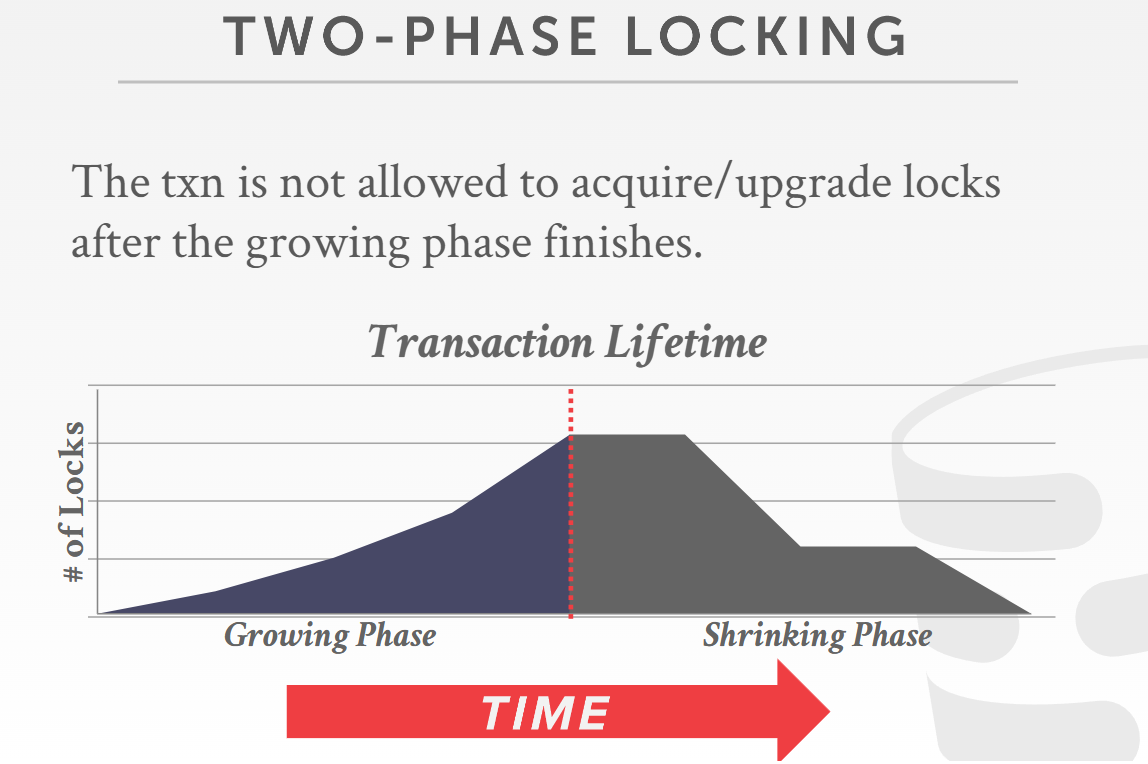 TWO-PHASE LOCKING
The txn is not allowed to acquire/upgrade locks
after the growing phase finishes.
Transaction Lifetime
# of Locks
Growing Phase
Shrinking Phase
TIME